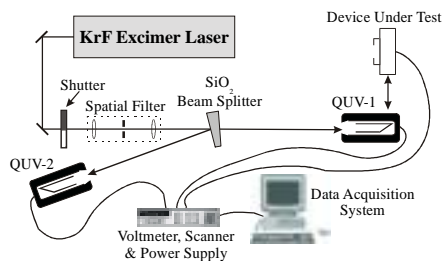 Device Under Test
KrF Excimer Laser
Shutter
SiO2
Spatial Filter
Beam Splitter
QUV-1
QUV-2
Data Acquisition
System
Voltmeter, Scanner
& Power Supply